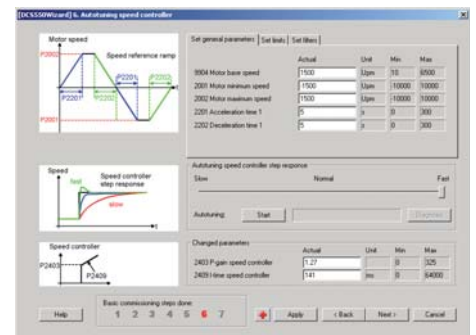 [DCS550Wizard] 6. Autotuning speed controller
Motor speed
P2002
Speed reference ramp
P2201 P2202
P2201 P2202
t
P2001
Set general parameters Set limits Set filters
Actual Unit Min Max
9904 Motor base speed 1500 Upm 10 6500
2001 Motor minimum speed -1500 Upm -10000 10000
2002 Motor maximum speed 1500 Upm -10000 10000
2201 Acceleration time 1 5 s 0 300
2202 Deceleration time 1 5 s 0 300
Speed
fast
Speed controller
step response
slow
t
Autotuning speed controller step response
Slow Normal Fast
Autotuning: Start Diagnosis
Speed controller
P2403
P2409
Changed parameters
Actual Unit Min Max
2403 P-gain speed controller 1.27 0 325
2409 I-time speed controller 141 ms 0 64000
Basic commissioning steps done:
Help 1 2 3 4 5 6 7 Apply < Back Next > Cancel